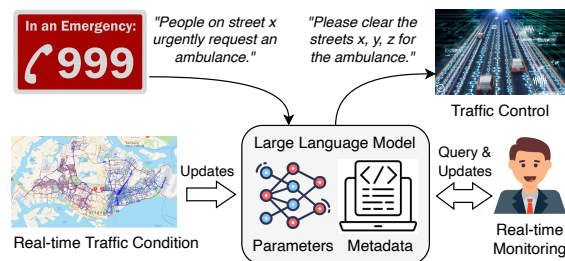 In an Emergency:
999
"People on street x
urgently request an
ambulance."
"Please clear the
streets x, y, z for
the ambulance."
Traffic Control
Real-time Traffic Condition
Updates
Large Language Model
</>
Parameters
Metadata
Query &
Updates
Real-time
Monitoring